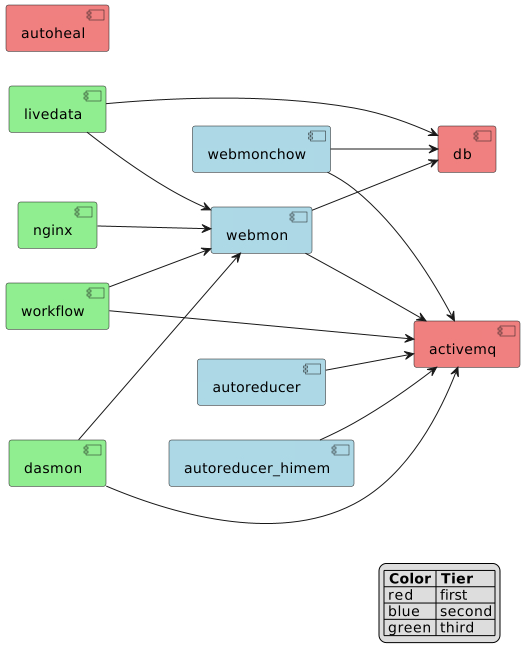 autoheal
livedata
webmonchow
db
nginx
webmon
workflow
activemq
autoreducer
dasmon
autoreducer_himem
Color Tier
red first
blue second
green third